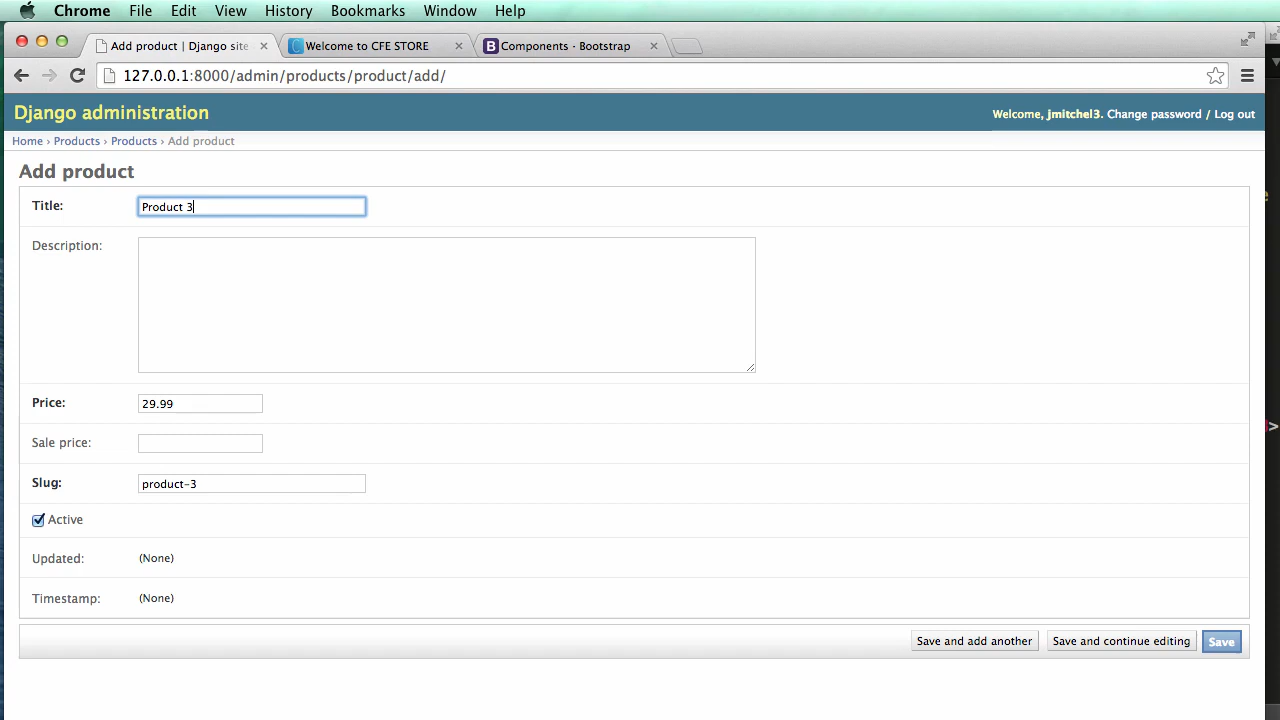 Chrome File Edit View History Bookmarks Window Help
Add product | Django site
Welcome to CFE STORE
Components · Bootstrap
127.0.0.1:8000/admin/products/product/add/
Django administration
Welcome, jmitchel3. Change password / Log out
Home › Products › Products › Add product
Add product
Title: Product 3
Description:
Price: 29.99
Sale price:
Slug: product-3
Active
Updated: (None)
Timestamp: (None)
Save and add another Save and continue editing Save